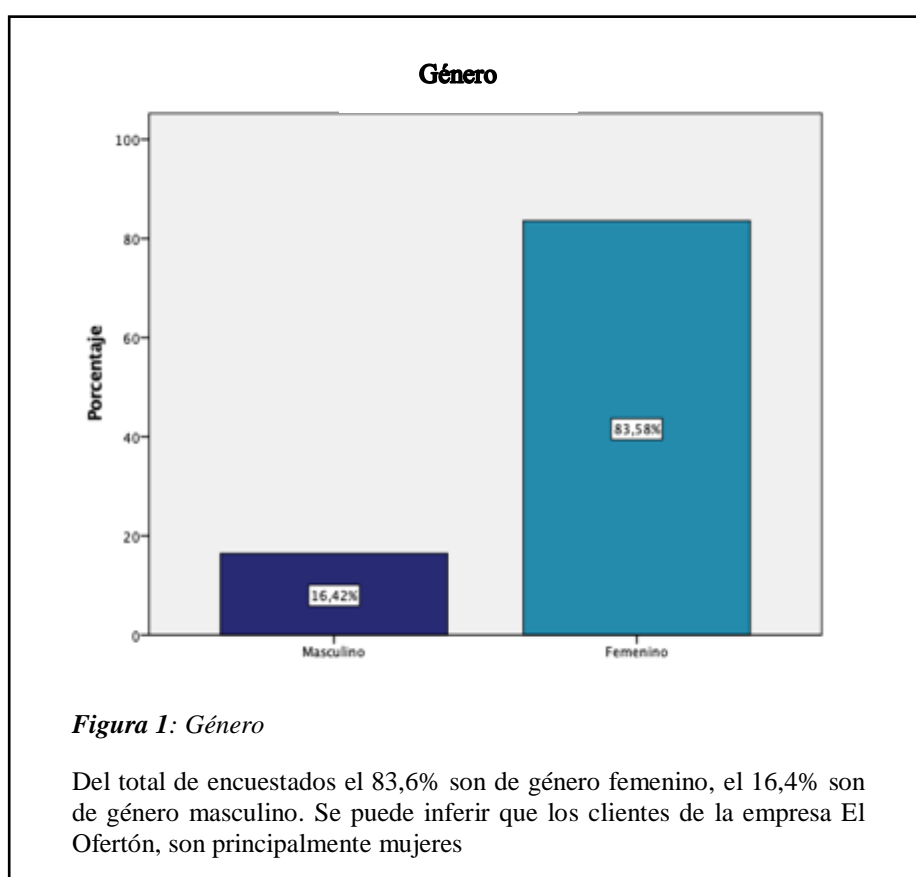 Género
100
80
60
40
20
0
Porcentaje
16,42%
83,58%
Masculino Femenino
Figura 1: Género
Del total de encuestados el 83,6% son de género femenino, el 16,4% son
de género masculino. Se puede inferir que los clientes de la empresa El
Ofertón, son principalmente mujeres